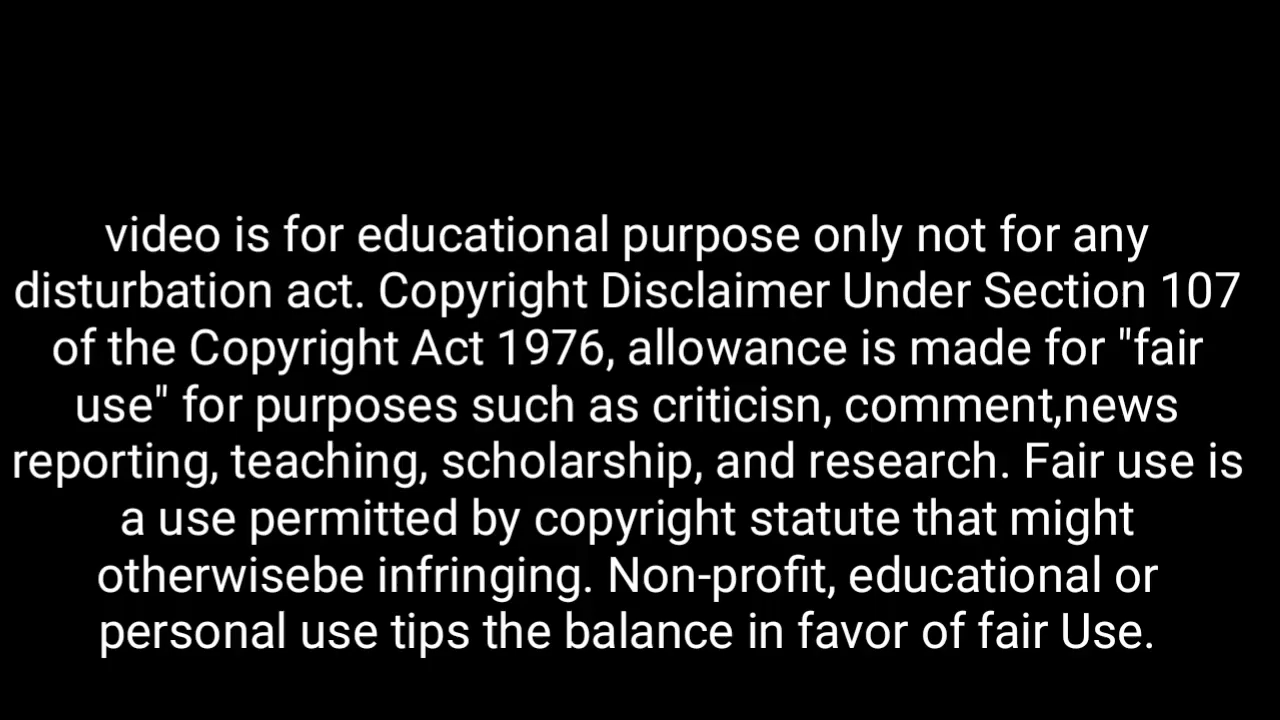 video is for educational purpose only not for any
disturbation act. Copyright Disclaimer Under Section 107
of the Copyright Act 1976, allowance is made for "fair
use" for purposes such as criticisn, comment,news
reporting, teaching, scholarship, and research. Fair use is
a use permitted by copyright statute that might
otherwisebe infringing. Non-profit, educational or
personal use tips the balance in favor of fair Use.